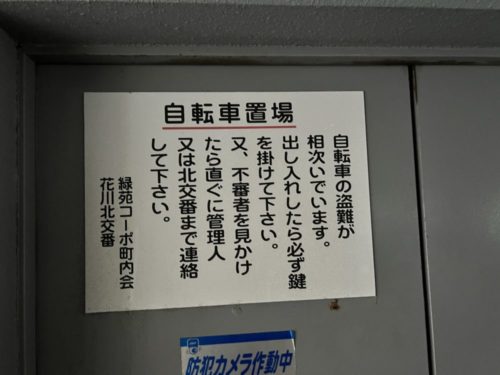 自転車置場
自転車の盗難が
相次いでいます。
出し入れしたら必ず鍵
を掛けて下さい。
又、不審者を見かけ
たら直ぐに管理人
又は北交番まで連絡
して下さい。
緑苑コーポ町内会
花川北交番
防犯カメラ作動中